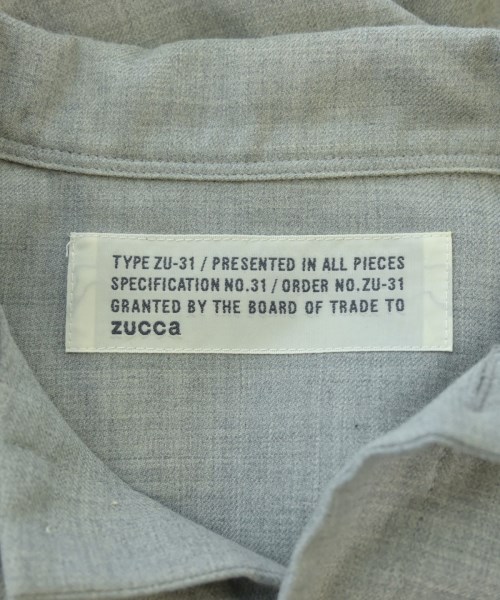 TYPE ZU-31 / PRESENTED IN ALL PIECES
SPECIFICATION NO.31 / ORDER NO.ZU-31
GRANTED BY THE BOARD OF TRADE TO
zucca